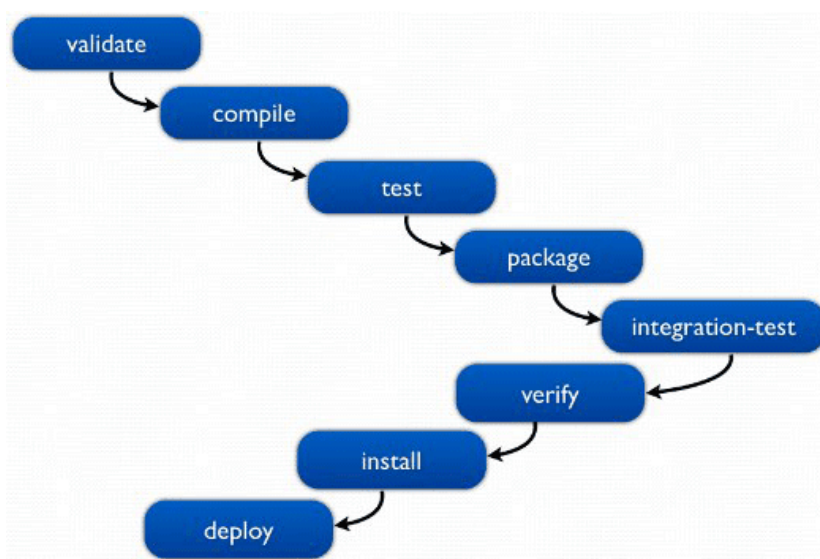 validate
compile
test
package
integration-test
verify
install
deploy